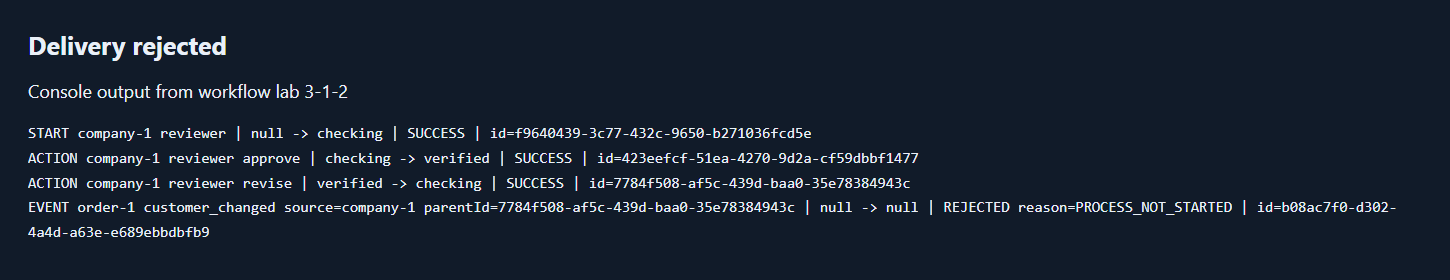 Delivery rejected
Console output from workflow lab 3-1-2
START company-1 reviewer | null -> checking | SUCCESS | id=f9640439-3c77-432c-9650-b271036fcd5e
ACTION company-1 reviewer approve | checking -> verified | SUCCESS | id=423eefcf-51ea-4270-9d2a-cf59dbbf1477
ACTION company-1 reviewer revise | verified -> checking | SUCCESS | id=7784f508-af5c-439d-baa0-35e78384943c
EVENT order-1 customer_changed source=company-1 parentId=7784f508-af5c-439d-baa0-35e78384943c | null -> null | REJECTED reason=PROCESS_NOT_STARTED | id=b08ac7f0-d302-
4a4d-a63e-e689ebbdbfb9